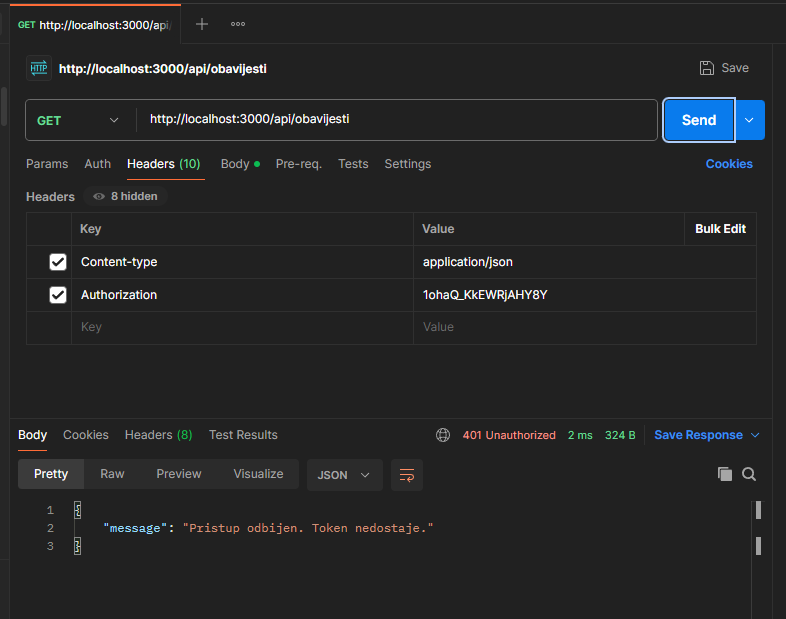 GET http://localhost:3000/api/
HTTP http://localhost:3000/api/obavijesti Save
GET http://localhost:3000/api/obavijesti Send
Params Auth Headers (10) Body Pre-req. Tests Settings Cookies
Headers 8 hidden
Key Value Bulk Edit
Content-type application/json
Authorization 1ohaQ_KkEWRjAHY8Y
Key Value
Body Cookies Headers (8) Test Results 401 Unauthorized 2 ms 324 B Save Response
Pretty Raw Preview Visualize JSON
1 {
2 "message": "Pristup odbijen. Token nedostaje."
3 }